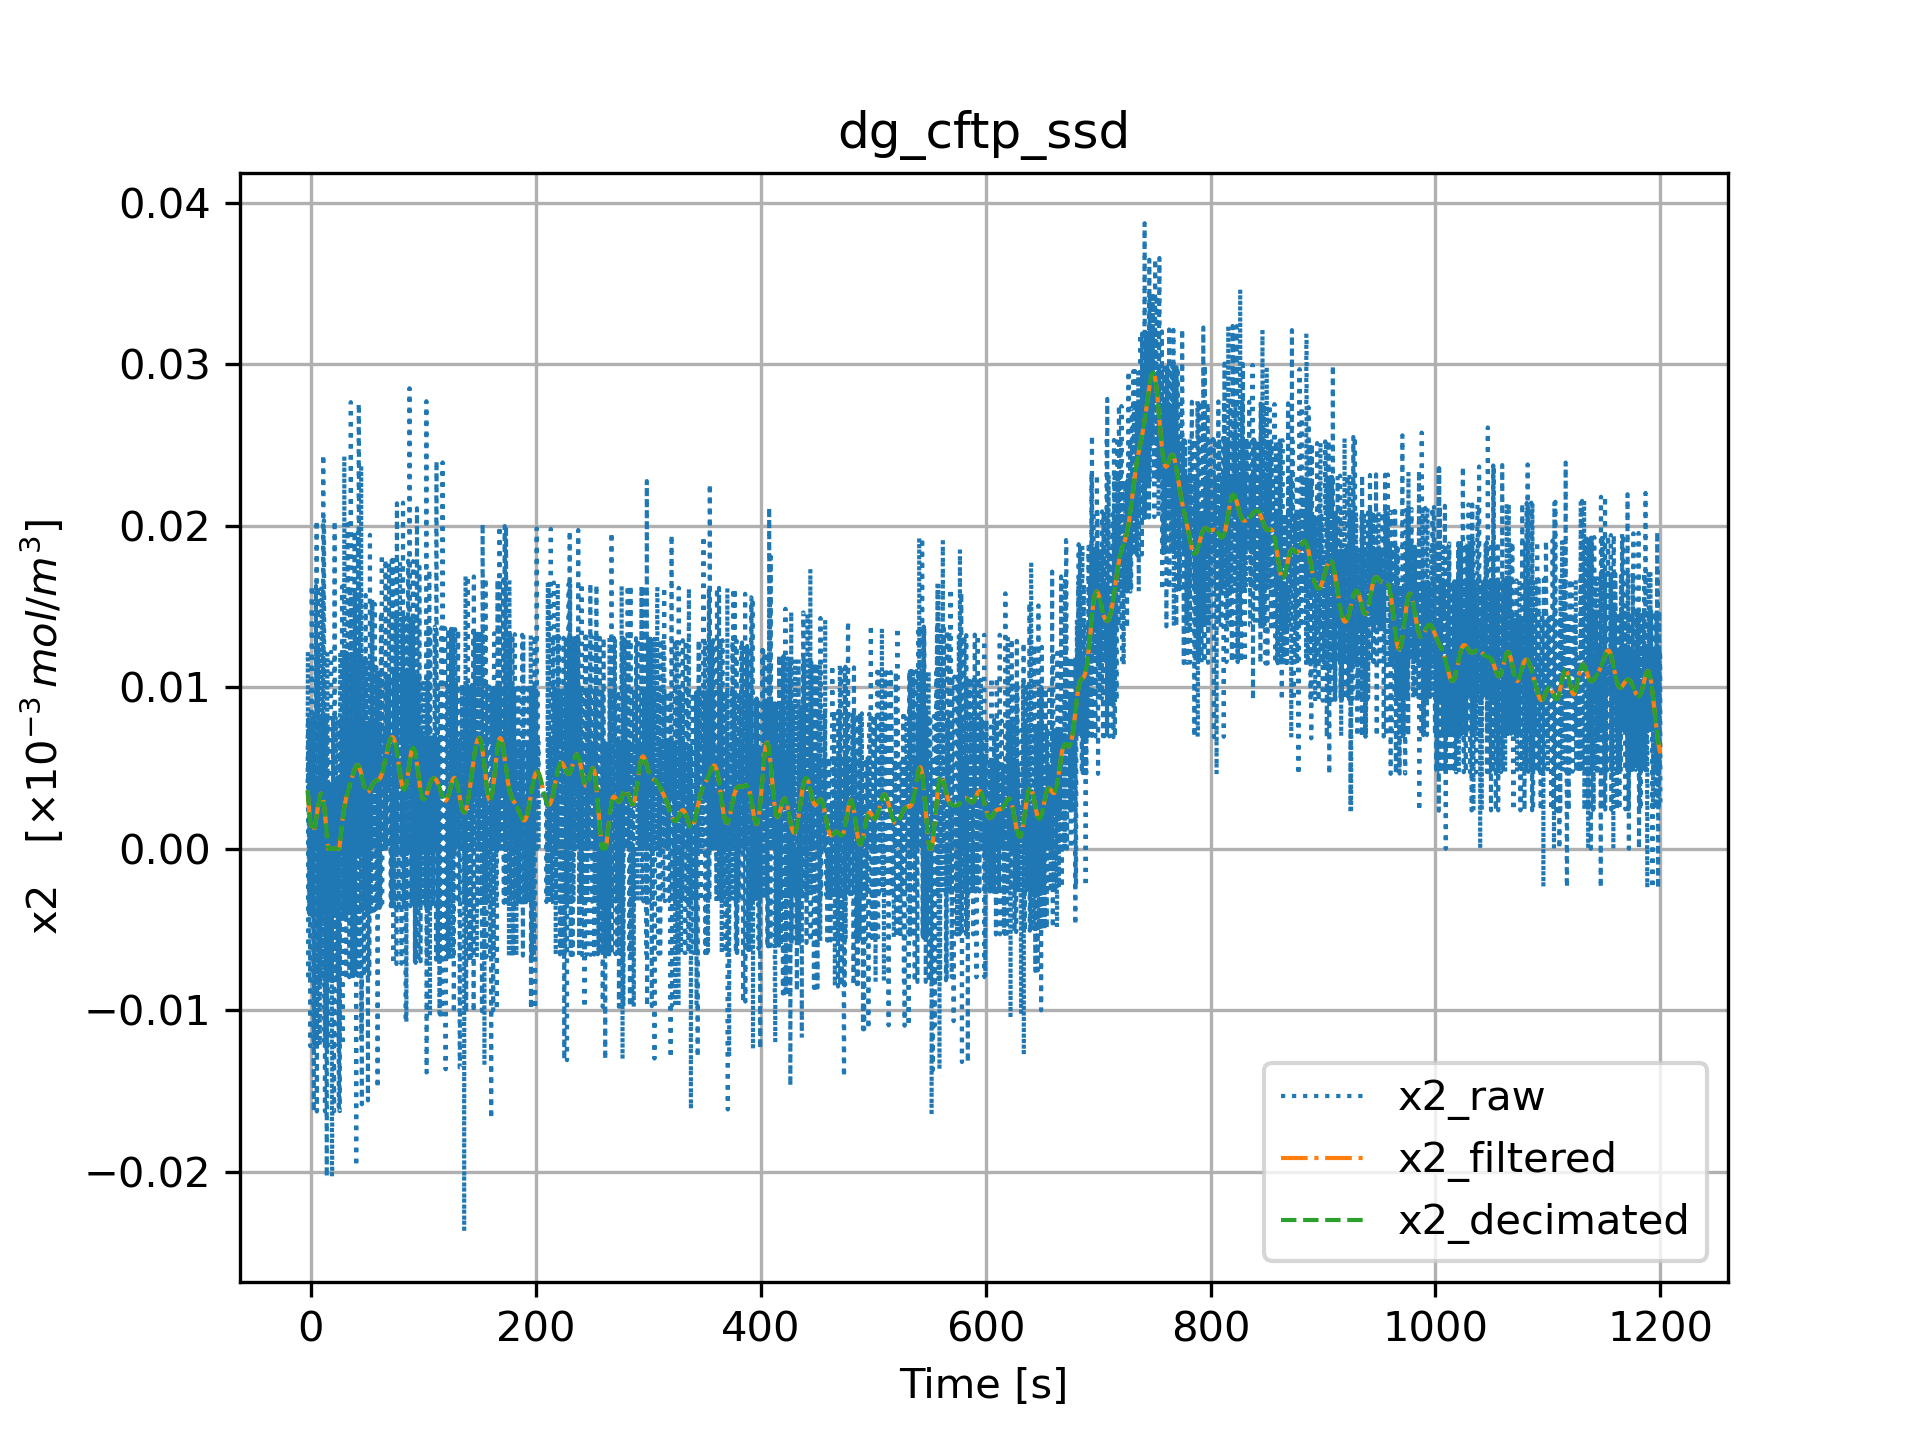 dg_cftp_ssd
0.04
0.03
0.02
0.01
0.00
−0.01
−0.02
x2 [×10⁻³ mol/m³]
0 200 400 600 800 1000 1200
Time [s]
x2_raw
x2_filtered
x2_decimated